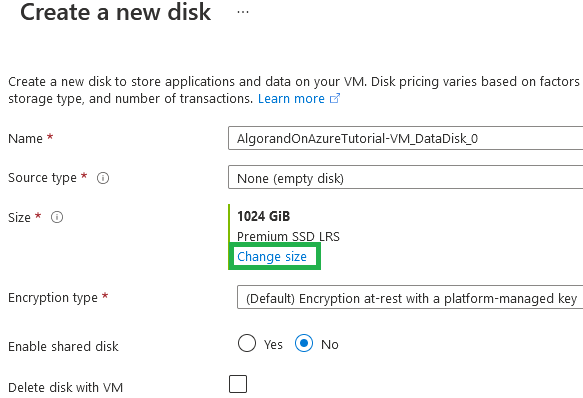 Create a new disk ...
Create a new disk to store applications and data on your VM. Disk pricing varies based on factors
storage type, and number of transactions. Learn more
Name *
AlgorandOnAzureTutorial-VM_DataDisk_0
Source type *
None (empty disk)
Size *
1024 GiB
Premium SSD LRS
Change size
Encryption type *
(Default) Encryption at-rest with a platform-managed key
Enable shared disk
Yes No
Delete disk with VM